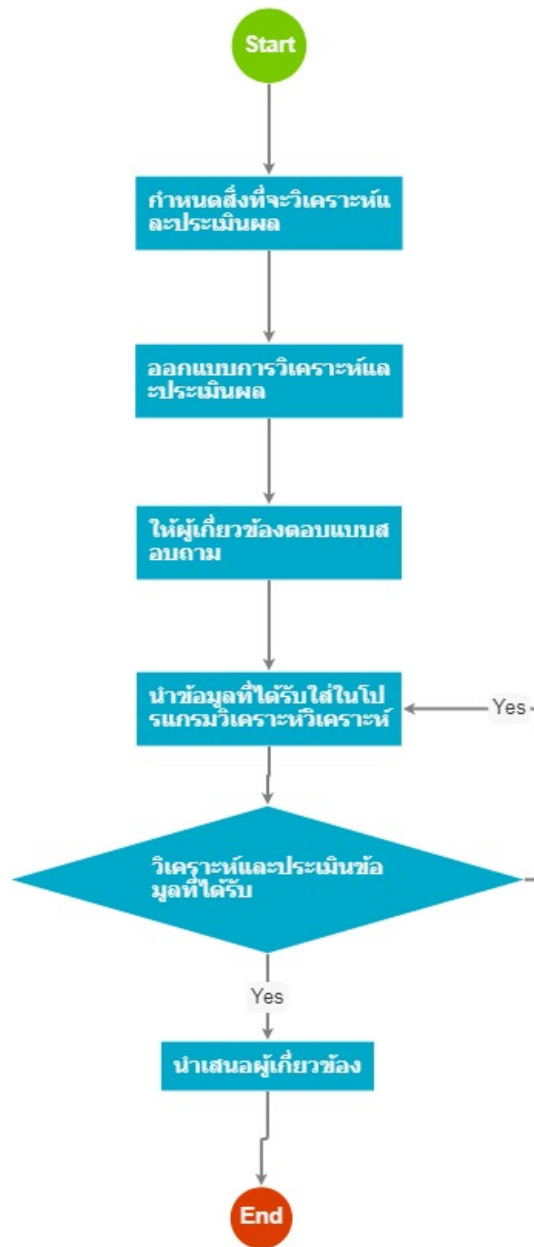 Start
กำหนดสิ่งที่จะวิเคราะห์แ
ละประเมินผล
ออกแบบการวิเคราะห์แล
ะประเมินผล
ให้ผู้เกี่ยวข้องตอบแบบส
อบถาม
นำข้อมูลที่ได้รับใส่ในโป
รแกรมวิเคราะห์วิเคราะห์
Yes
วิเคราะห์และประเมินข้อ
มูลที่ได้รับ
Yes
นำเสนอผู้เกี่ยวข้อง
End